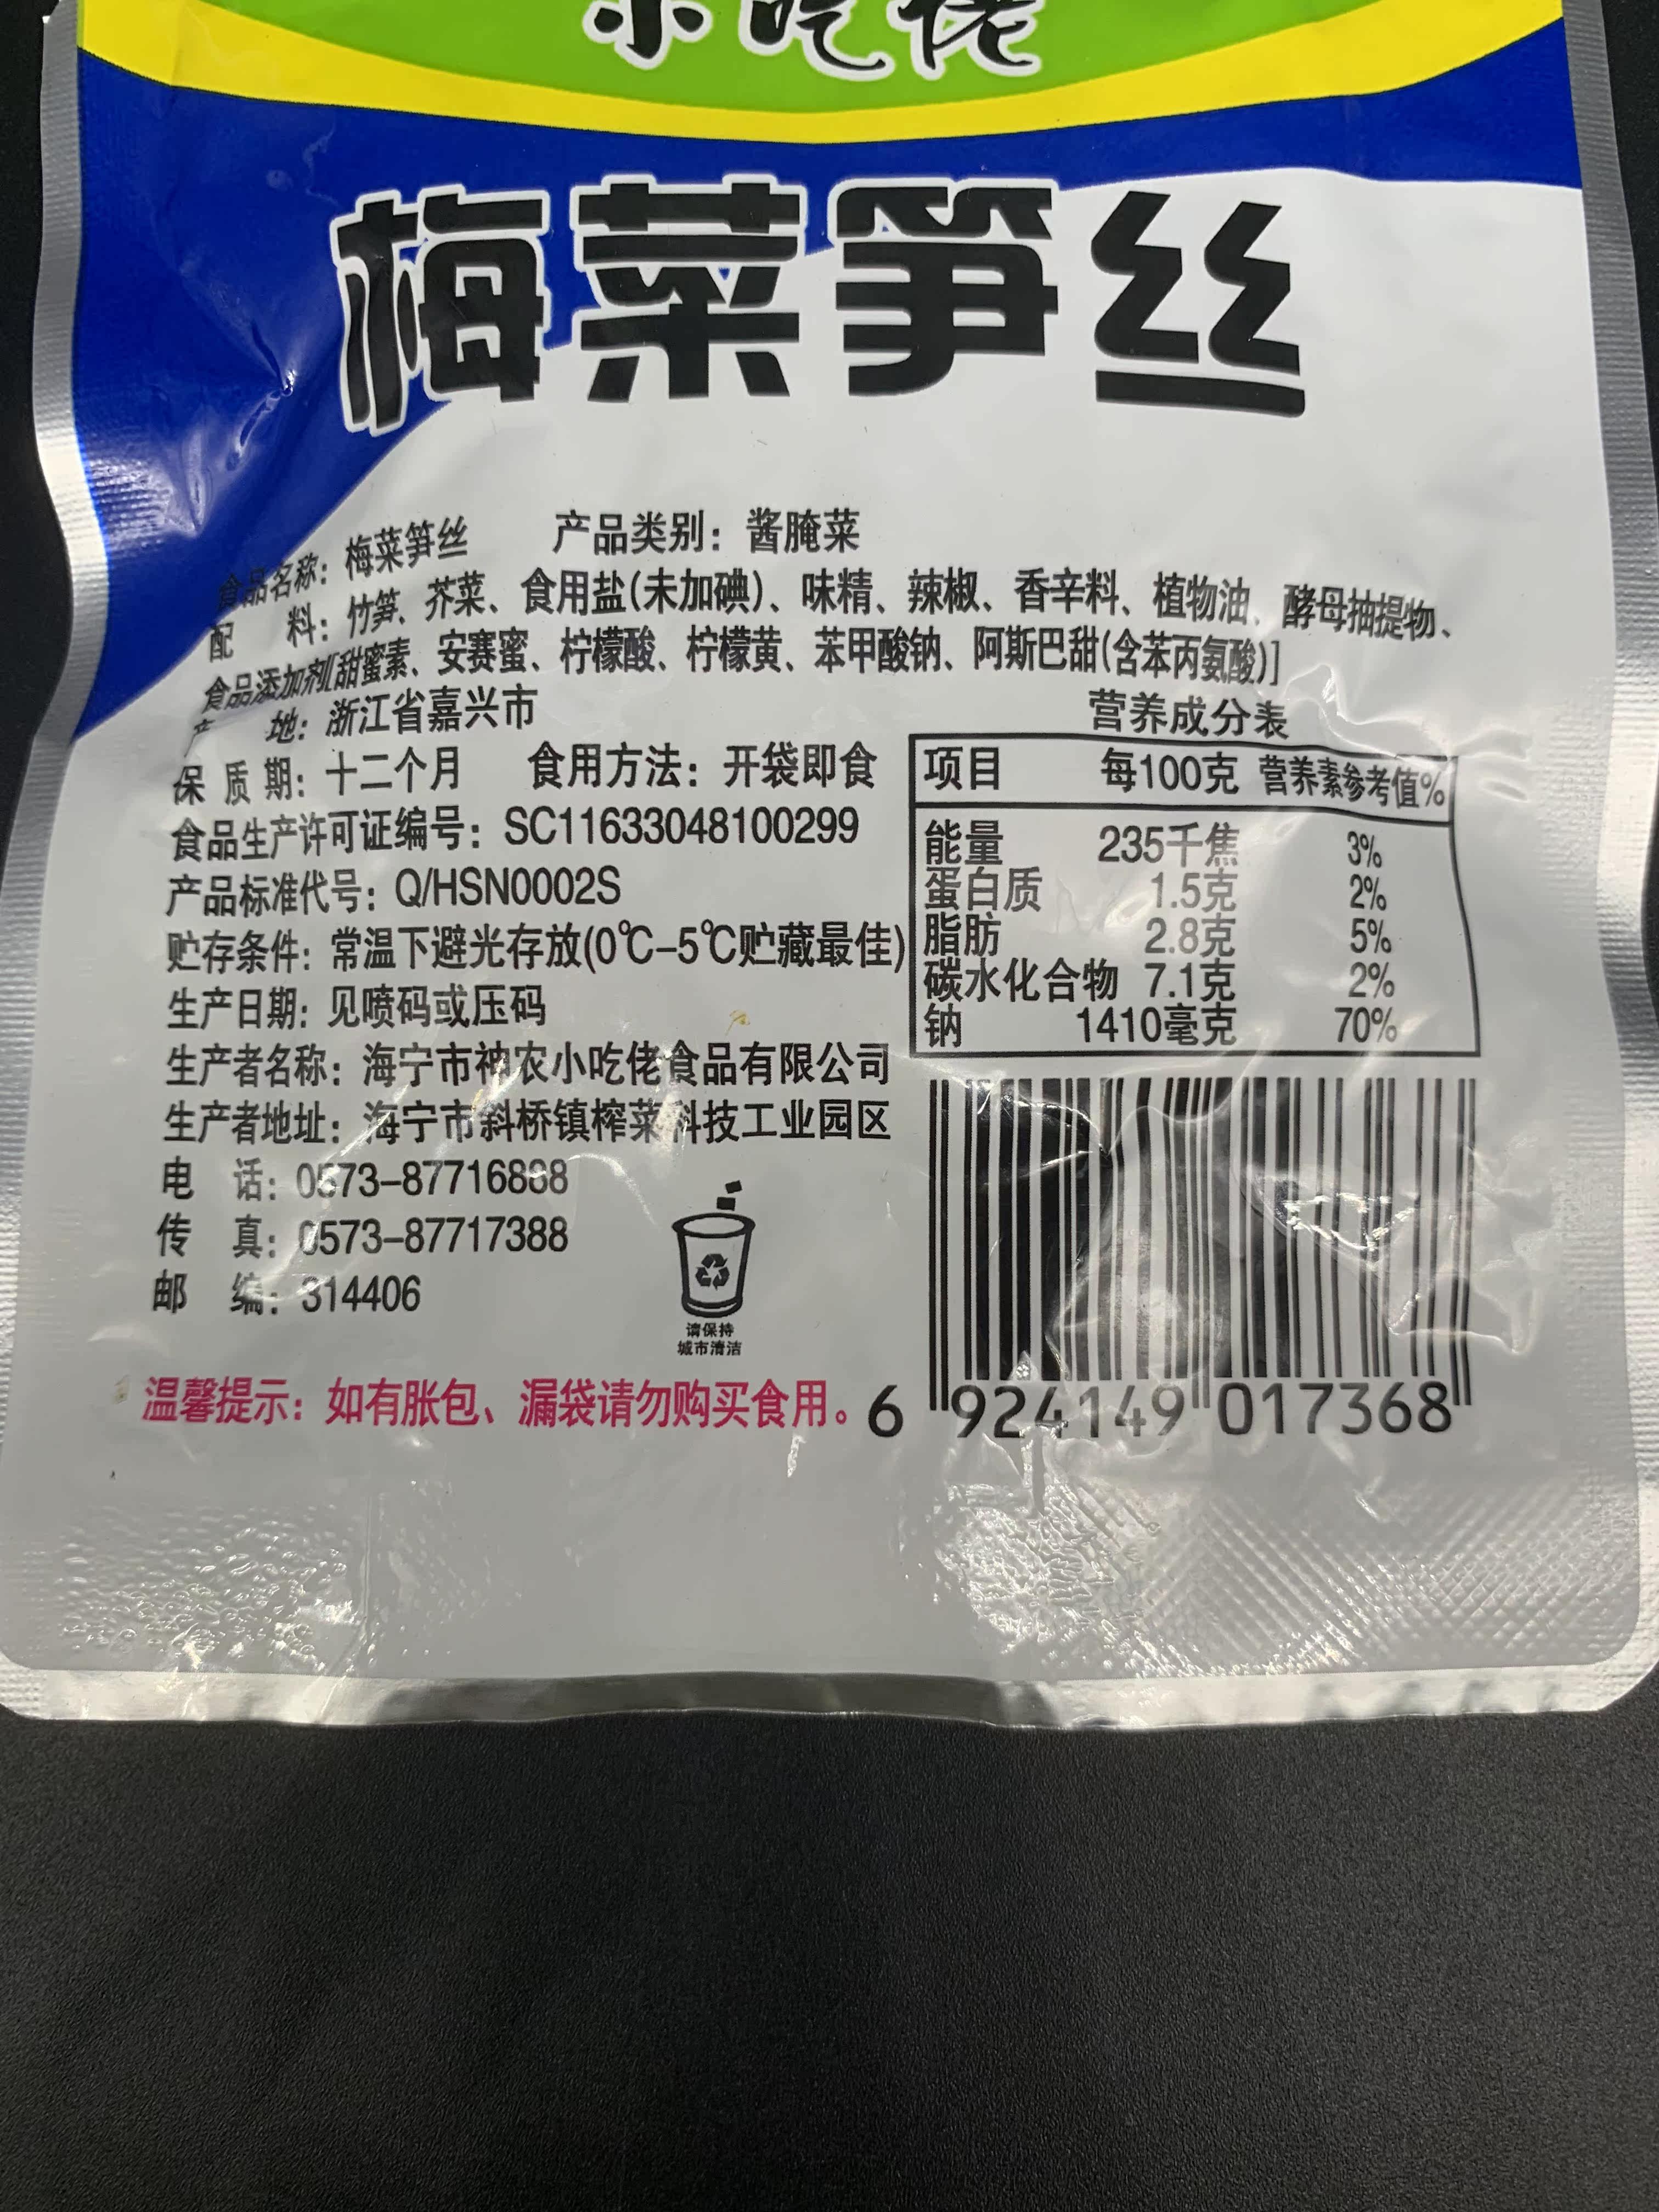 小吃佬
梅菜笋丝
食品名称：梅菜笋丝 产品类别：酱腌菜
配 料：竹笋、芥菜、食用盐(未加碘)、味精、辣椒、香辛料、植物油、酵母抽提物、
食品添加剂[甜蜜素、安赛蜜、柠檬酸、柠檬黄、苯甲酸钠、阿斯巴甜(含苯丙氨酸)]
产 地：浙江省嘉兴市
保 质 期：十二个月 食用方法：开袋即食
食品生产许可证编号：SC11633048100299
产品标准代号：Q/HSN0002S
贮存条件：常温下避光存放(0℃-5℃贮藏最佳)
生产日期：见喷码或压码
生产者名称：海宁市神农小吃佬食品有限公司
生产者地址：海宁市斜桥镇榨菜科技工业园区
电 话：0573-87716868
传 真：0573-87717388
邮 编：314406
请保持
城市清洁
温馨提示：如有胀包、漏袋请勿购买食用。
营养成分表
项目 每100克 营养素参考值%
能量 235千焦 3%
蛋白质 1.5克 2%
脂肪 2.8克 5%
碳水化合物 7.1克 2%
钠 1410毫克 70%
6 924149 017368